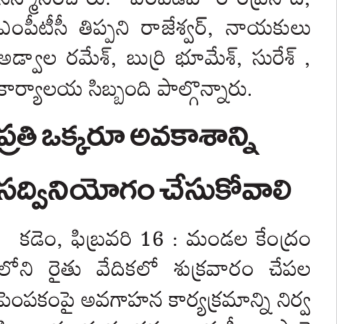 ఎంపీటీసీ తిప్పని రాజేశ్వర్, నాయకులు
అడ్వాల రమేశ్, బుర్రి భూమేశ్, సురేశ్ ,
కార్యాలయ సిబ్బంది పాల్గొన్నారు.
ప్రతి ఒక్కరూ అవకాశాన్ని
సద్వినియోగం చేసుకోవాలి
కడెం, ఫిబ్రవరి 16 : మండల కేంద్రం
లోని రైతు వేదికలో శుక్రవారం చేపల
పెంపకంపై అవగాహన కార్యక్రమాన్ని నిర్వ